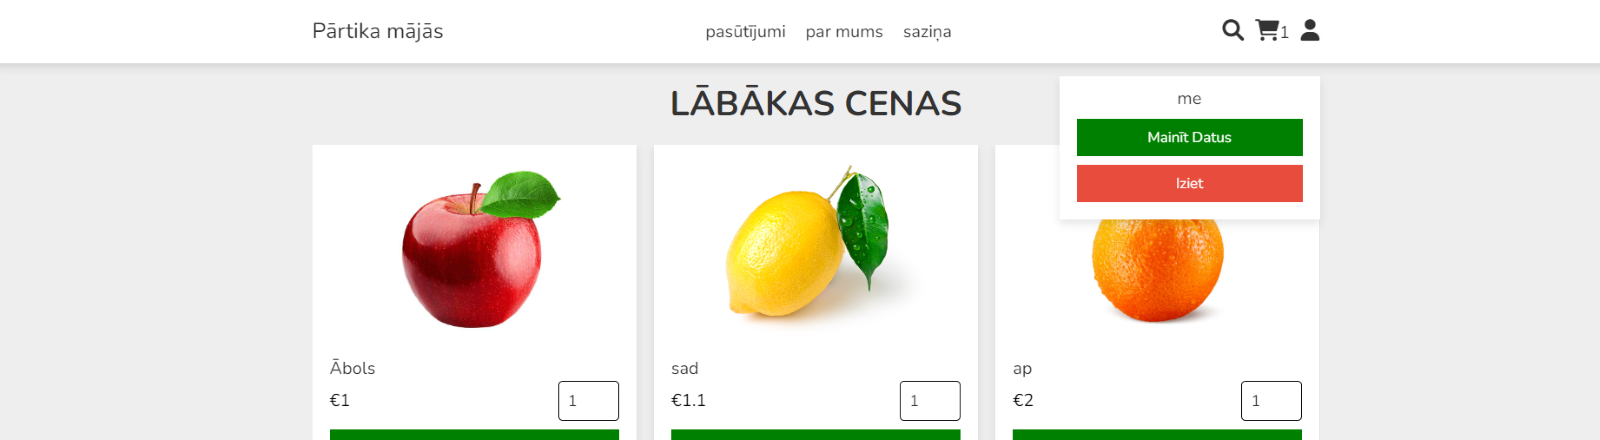 Pārtika mājās
pasūtījumi par mums saziņa
1
me
Mainīt Datus
Iziet
LĀBĀKAS CENAS
Ābols
€1
1
sad
€1.1
1
ap
€2
1